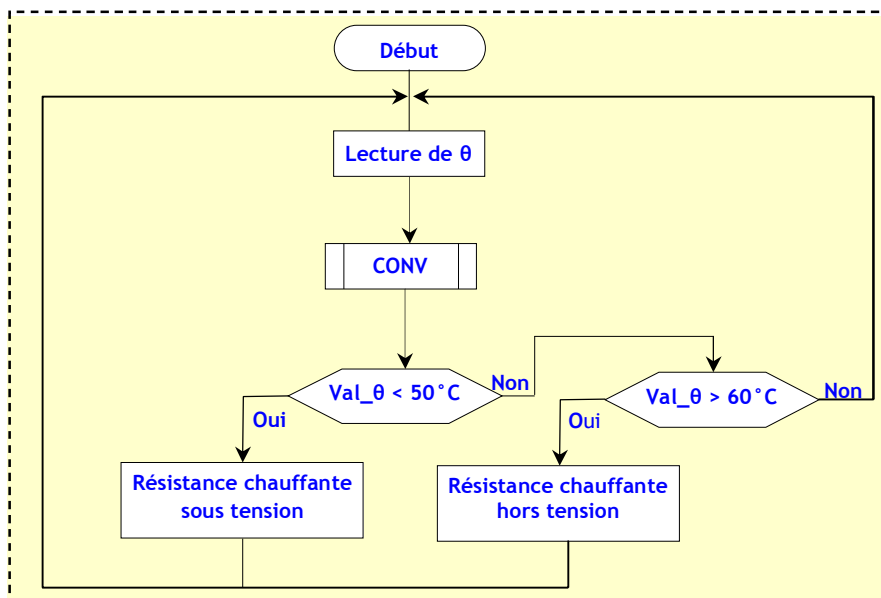 Début
Lecture de θ
CONV
Val_θ < 50°C
Non
Val_θ > 60°C
Non
Oui
Oui
Résistance chauffante
sous tension
Résistance chauffante
hors tension